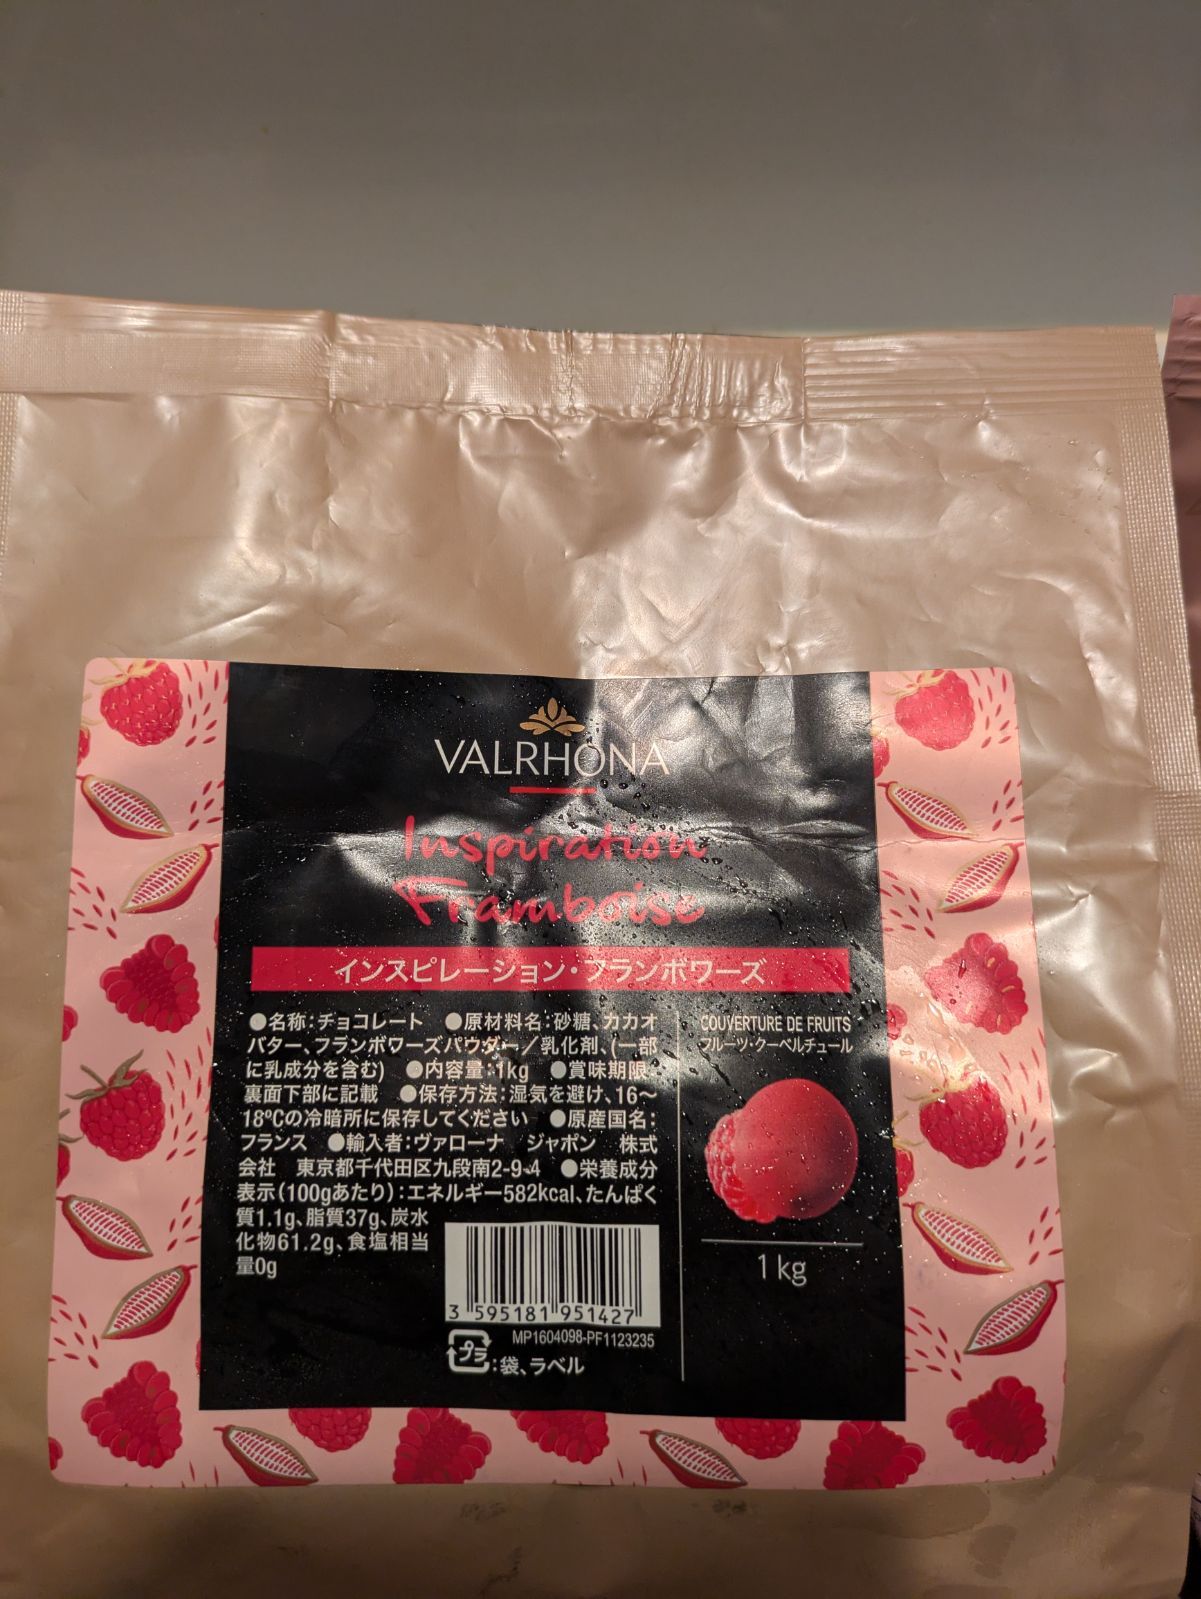 VALRHONA
Inspiration
Framboise
インスピレーション・フランボワーズ
●名称：チョコレート ●原材料名：砂糖、カカオ
バター、フランボワーズパウダー／乳化剤、(一部
に乳成分を含む) ●内容量：1kg ●賞味期限：
裏面下部に記載 ●保存方法：湿気を避け、16～
18℃の冷暗所に保存してください ●原産国名：
フランス ●輸入者：ヴァローナ ジャポン 株式
会社 東京都千代田区九段南2-9-4 ●栄養成分
表示(100gあたり)：エネルギー582kcal、たんぱく
質1.1g、脂質37g、炭水
化物61.2g、食塩相当
量0g
3 595181 951427
MP1604098-PF1123235
プラ：袋、ラベル
COUVERTURE DE FRUITS
フルーツ・クーベルチュール
1 kg